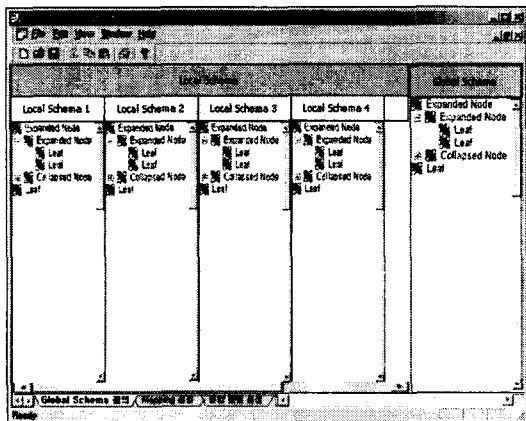 File Edit View Window Help
Local Schema
Global Schema
Local Schema 1
Local Schema 2
Local Schema 3
Local Schema 4
Expanded Node
Expanded Node
Leaf
Leaf
Collapsed Node
Leaf
Expanded Node
Expanded Node
Leaf
Leaf
Collapsed Node
Leaf
Expanded Node
Expanded Node
Leaf
Leaf
Collapsed Node
Leaf
Expanded Node
Expanded Node
Leaf
Leaf
Collapsed Node
Leaf
Expanded Node
Expanded Node
Leaf
Leaf
Collapsed Node
Leaf
Global Schema
Mapping
Ready